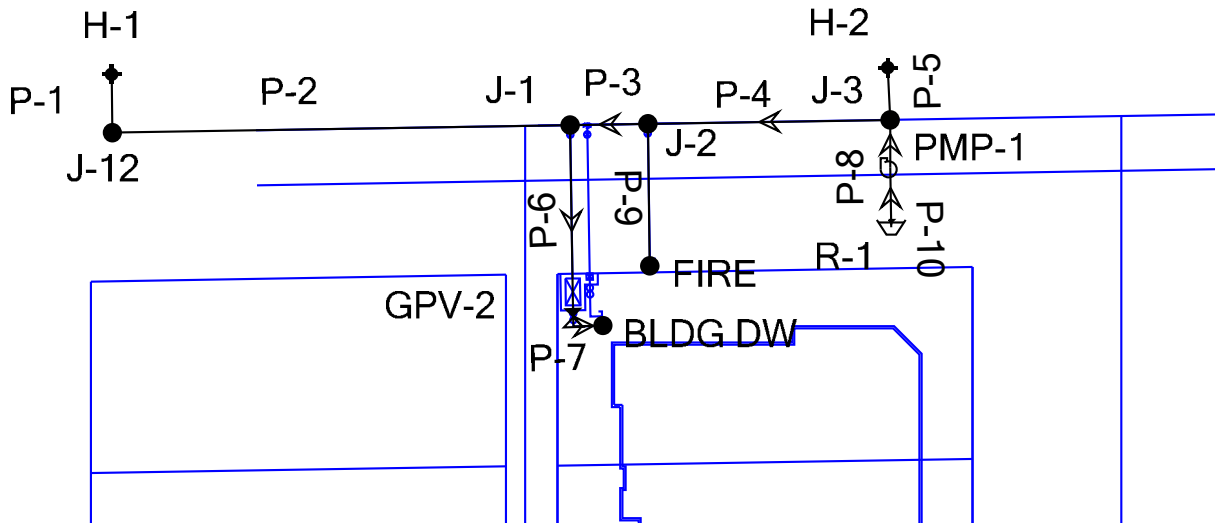 H-1
H-2
P-1
P-2
J-1
P-3
P-4
J-3
P-5
J-12
J-2
PMP-1
P-8
P-6
P-9
P-10
R-1
FIRE
GPV-2
BLDG DW
P-7